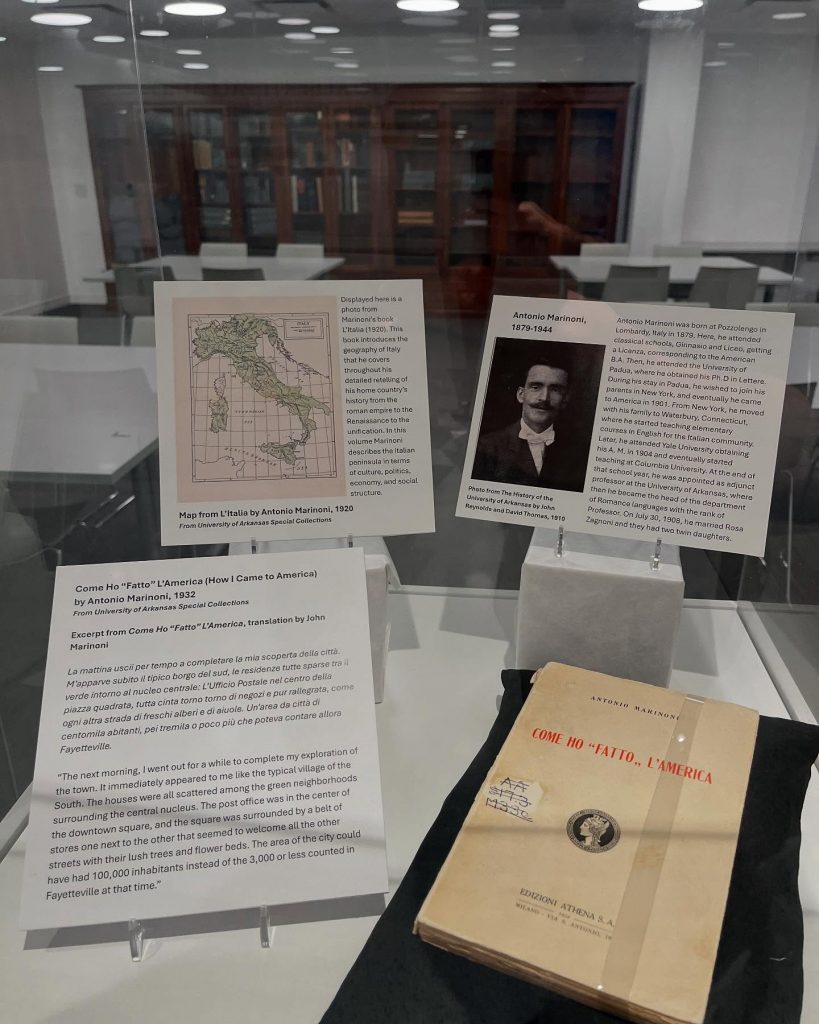 ITALY
Displayed here is a
photo from
Marinoni's book
L'Italia (1920). This
book introduces the
geography of Italy
that he covers
throughout his
detailed retelling of
his home country's
history from the
roman empire to the
Renaissance to the
unification. In this
volume Marinoni
describes the Italian
peninsula in terms
of culture, politics,
economy, and social
structure.
Map from L'Italia by Antonio Marinoni, 1920
From University of Arkansas Special Collections
Antonio Marinoni,
1879-1944
Photo from The History of the
University of Arkansas by John
Reynolds and David Thomas, 1910
Antonio Marinoni was born at Pozzolengo in
Lombardy, Italy in 1879. Here, he attended
classical schools, Ginnasio and Liceo, getting
a Licenza, corresponding to the American
B.A. Then, he attended the University of
Padua, where he obtained his Ph.D in Lettere.
During his stay in Padua, he wished to join his
parents in New York, and eventually he came
to America in 1901. From New York, he moved
with his family to Waterbury, Connecticut,
where he started teaching elementary
courses in English for the Italian community.
Later, he attended Yale University obtaining
his A. M. in 1904 and eventually started
teaching at Columbia University. At the end of
that school year, he was appointed as adjunct
professor at the University of Arkansas, where
then he became the head of the department
of Romance languages with the rank of
Professor. On July 30, 1908, he married Rosa
Zagnoni and they had two twin daughters.
Come Ho "Fatto" L'America (How I Came to America)
by Antonio Marinoni, 1932
From University of Arkansas Special Collections
Excerpt from Come Ho "Fatto" L'America, translation by John
Marinoni
La mattina uscii per tempo a completare la mia scoperta della città.
M'apparve subito il tipico borgo del sud, le residenze tutte sparse tra il
verde intorno al nucleo centrale: L'Ufficio Postale nel centro della
piazza quadrata, tutta cinta torno torno di negozi e pur rallegrata, come
ogni altra strada di freschi alberi e di aiuole. Un'area da città di
centomila abitanti, pei tremila o poco più che poteva contare allora
Fayetteville.
"The next morning, I went out for a while to complete my exploration of
the town. It immediately appeared to me like the typical village of the
South. The houses were all scattered among the green neighborhoods
surrounding the central nucleus. The post office was in the center of
the downtown square, and the square was surrounded by a belt of
stores one next to the other that seemed to welcome all the other
streets with their lush trees and flower beds. The area of the city could
have had 100,000 inhabitants instead of the 3,000 or less counted in
Fayetteville at that time."
ANTONIO MARINONI
COME HO "FATTO„ L'AMERICA
EDIZIONI ATHENA S. A.
MILANO - VIA S. ANTONIO,